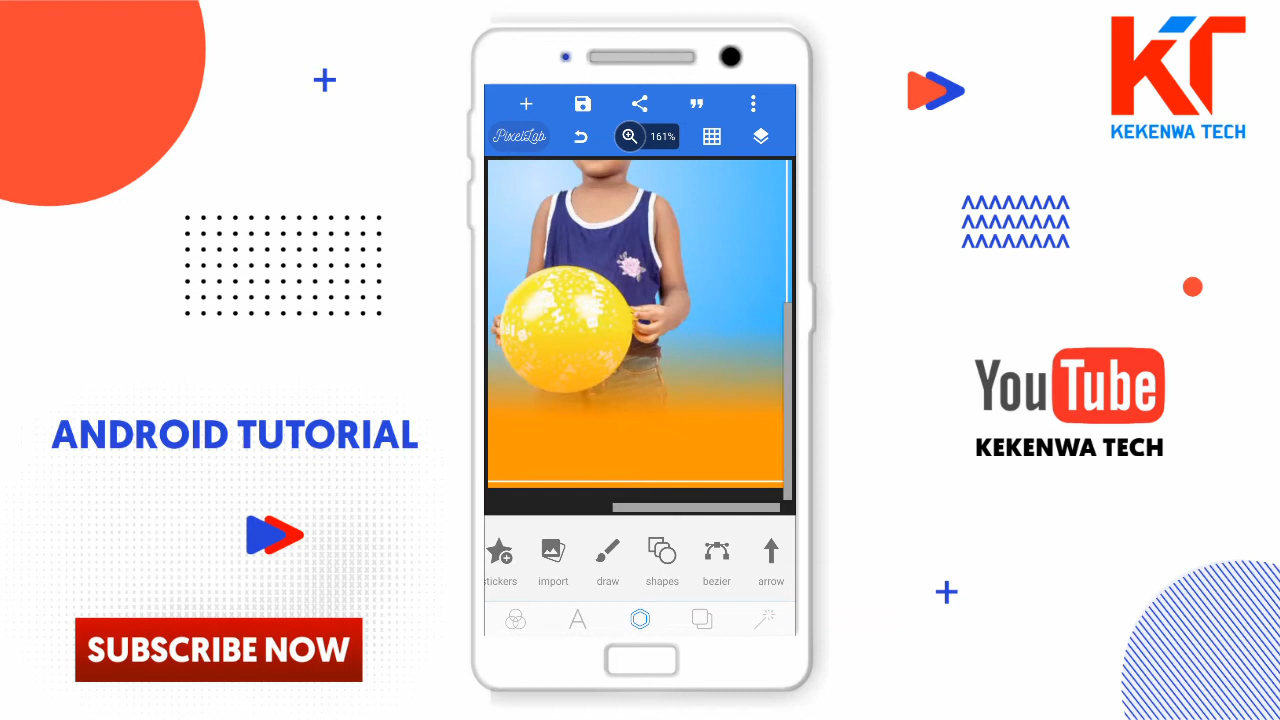 KEKENWA TECH
PixelLab
161%
ANDROID TUTORIAL
SUBSCRIBE NOW
YouTube
KEKENWA TECH
stickers
import
draw
shapes
bezier
arrow